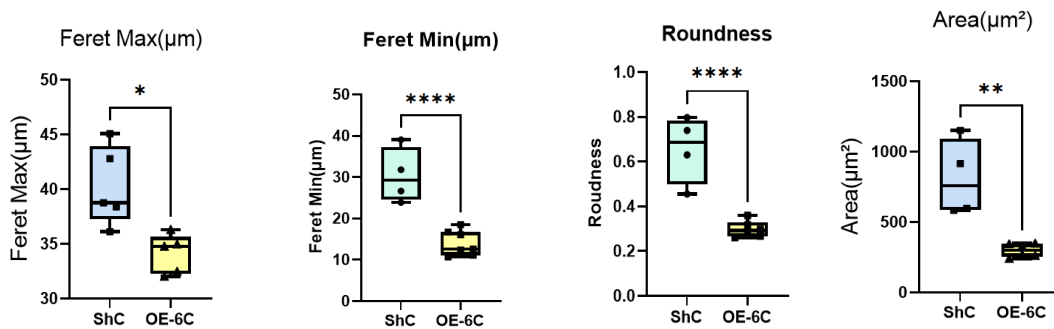 Feret Max(µm)
Feret Max(µm)
50
45
40
35
30
*
ShC OE-6C
Feret Min(µm)
Feret Min(µm)
50
40
30
20
10
0
****
ShC OE-6C
Roundness
Roudness
1.0
0.8
0.6
0.4
0.2
0.0
****
ShC OE-6C
Area(µm²)
Area(µm²)
1500
1000
500
0
**
ShC OE-6C